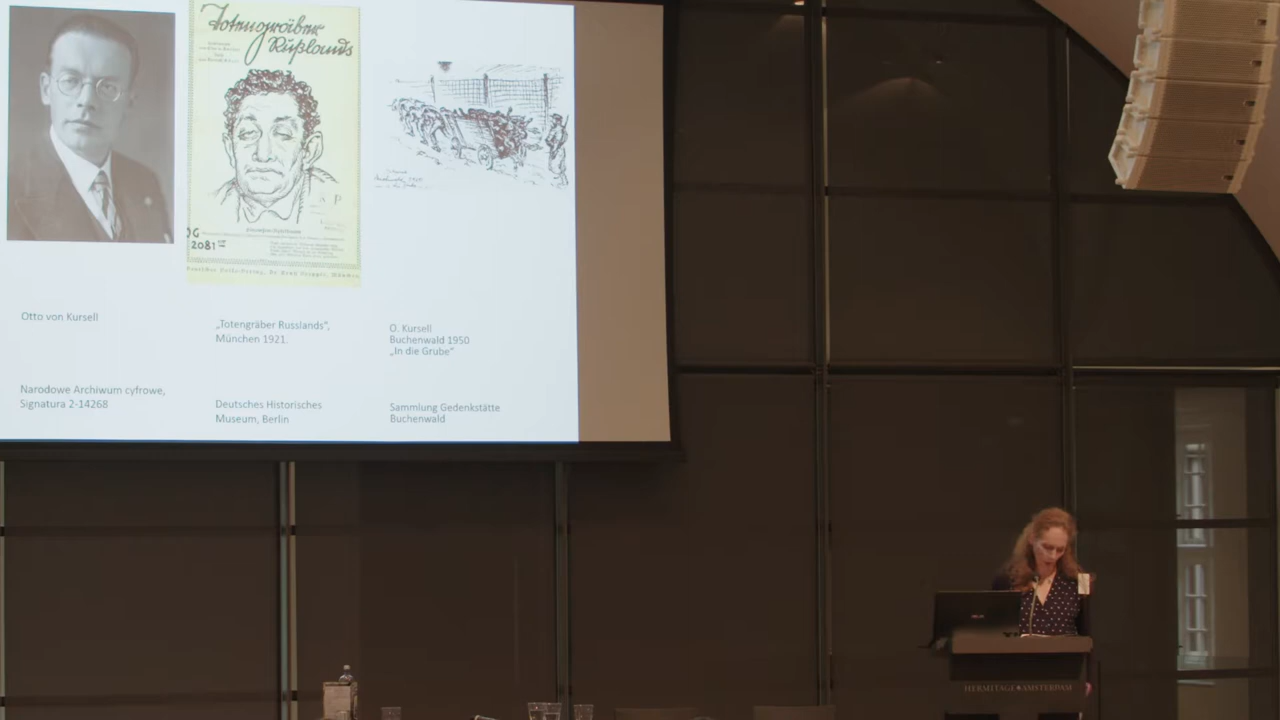 Totengräber
Rußlands
OG
2081
Otto von Kursell
„Totengräber Russlands“,
München 1921.
O. Kursell
Buchenwald 1950
„In die Grube“
Narodowe Archiwum cyfrowe,
Signatura 2-14268
Deutsches Historisches
Museum, Berlin
Sammlung Gedenkstätte
Buchenwald
HERMITAGE AMSTERDAM